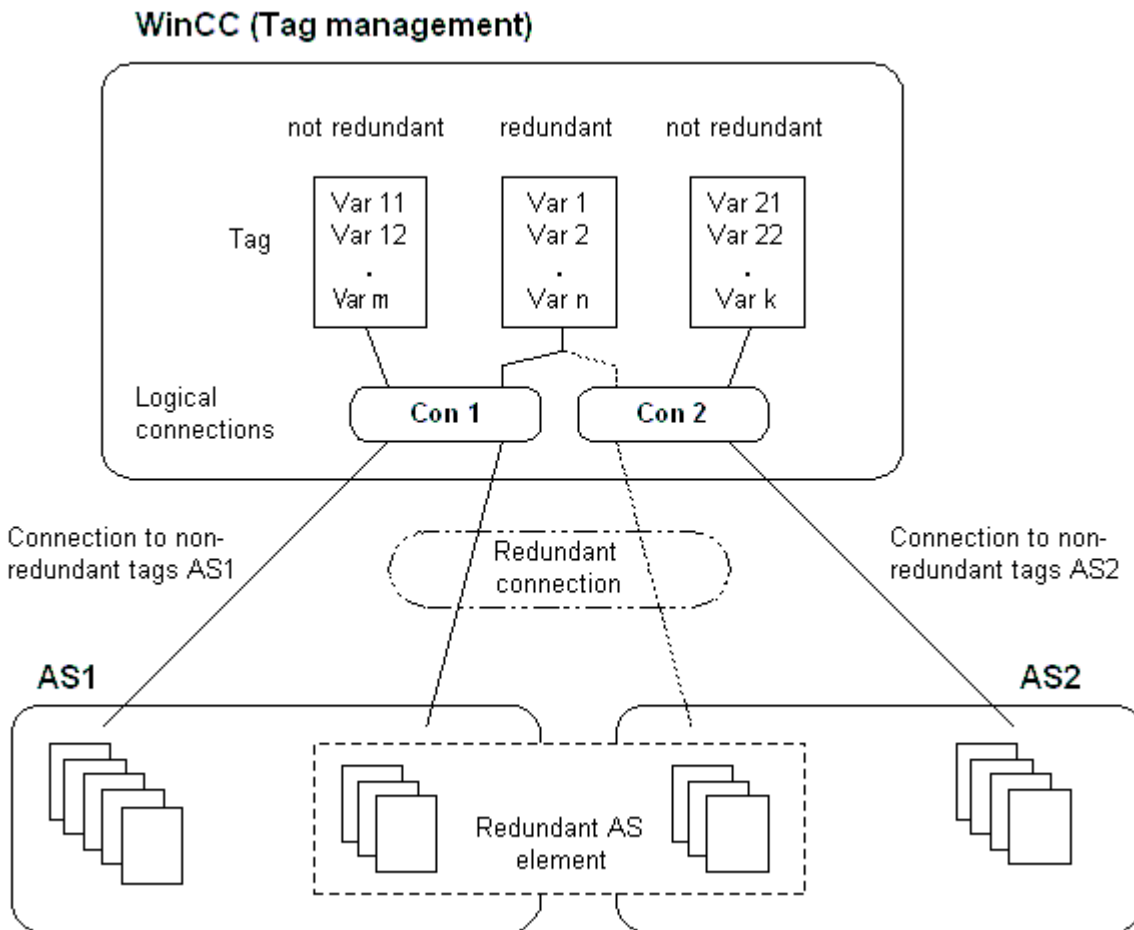 WinCC (Tag management)
not redundant
redundant
not redundant
Tag
Var 11
Var 12
.
Var m
Var 1
Var 2
.
Var n
Var 21
Var 22
.
Var k
Logical
connections
Con 1
Con 2
Connection to non-
redundant tags AS1
Redundant
connection
Connection to non-
redundant tags AS2
AS1
AS2
Redundant AS
element